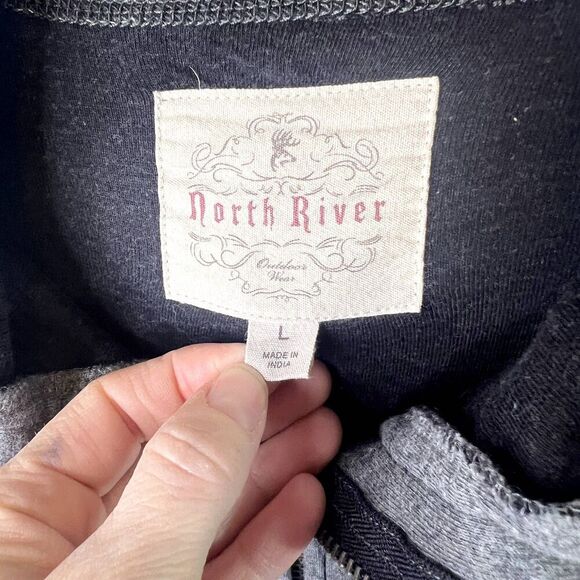 North River
Outdoor
Wear
L
MADE IN
INDIA